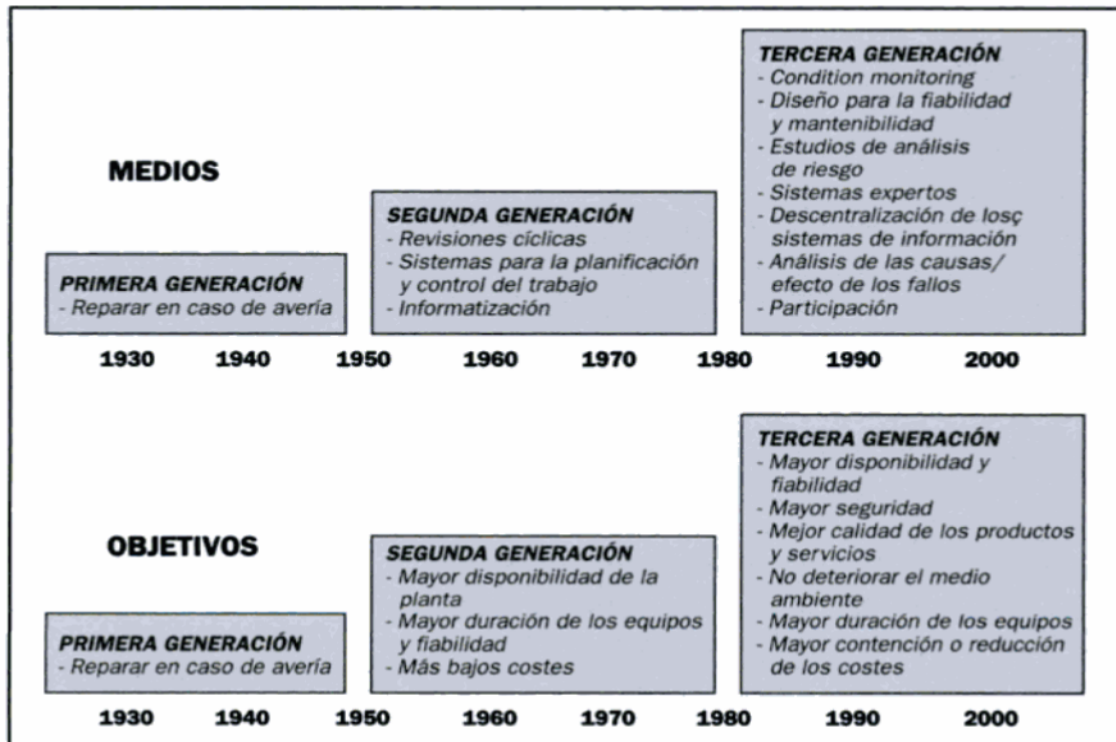 MEDIOS
PRIMERA GENERACIÓN
- Reparar en caso de avería
SEGUNDA GENERACIÓN
- Revisiones cíclicas
- Sistemas para la planificación
y control del trabajo
- Informatización
TERCERA GENERACIÓN
- Condition monitoring
- Diseño para la fiabilidad
y mantenibilidad
- Estudios de análisis
de riesgo
- Sistemas expertos
- Descentralización de losç
sistemas de información
- Análisis de las causas/
efecto de los fallos
- Participación
1930 1940 1950 1960 1970 1980 1990 2000
OBJETIVOS
PRIMERA GENERACIÓN
- Reparar en caso de avería
SEGUNDA GENERACIÓN
- Mayor disponibilidad de la
planta
- Mayor duración de los equipos
y fiabilidad
- Más bajos costes
TERCERA GENERACIÓN
- Mayor disponibilidad y
fiabilidad
- Mayor seguridad
- Mejor calidad de los productos
y servicios
- No deteriorar el medio
ambiente
- Mayor duración de los equipos
- Mayor contención o reducción
de los costes
1930 1940 1950 1960 1970 1980 1990 2000